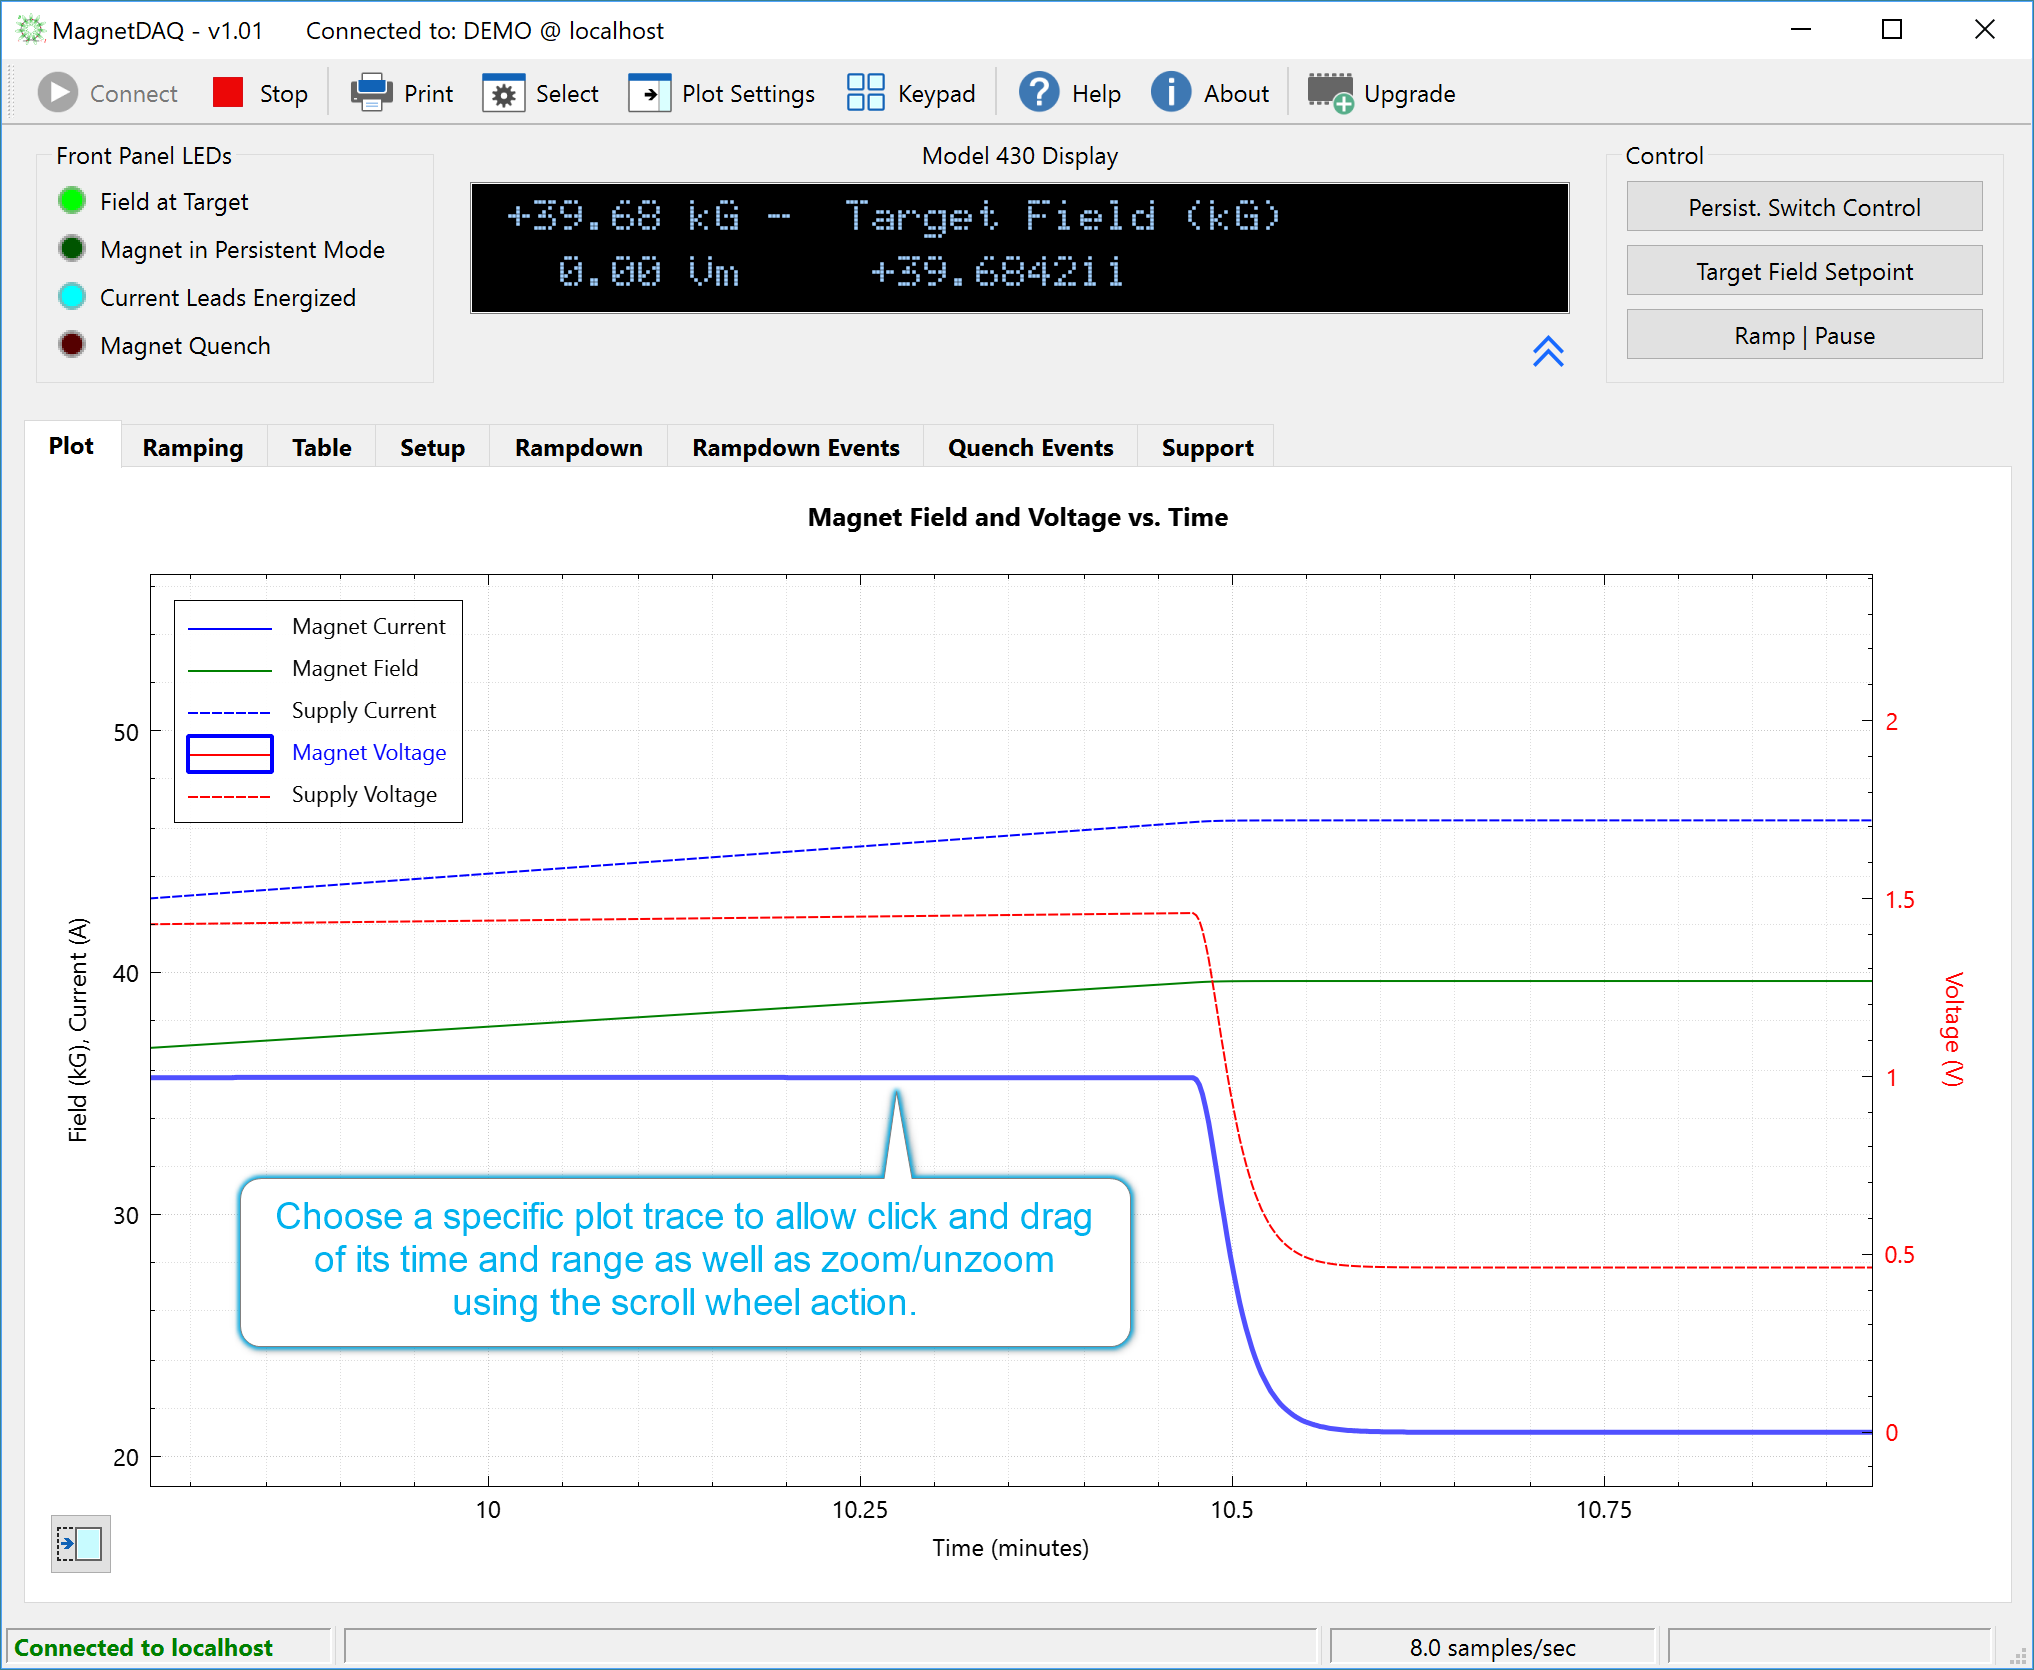 MagnetDAQ - v1.01 Connected to: DEMO @ localhost
Connect Stop Print Select Plot Settings Keypad Help About Upgrade
Front Panel LEDs
Field at Target
Magnet in Persistent Mode
Current Leads Energized
Magnet Quench
Model 430 Display
+39.68 kG - Target Field (kG)
0.00 Vm +39.684211
Control
Persist. Switch Control
Target Field Setpoint
Ramp | Pause
Plot Ramping Table Setup Rampdown Rampdown Events Quench Events Support
Magnet Field and Voltage vs. Time
Magnet Current
Magnet Field
Supply Current
Magnet Voltage
Supply Voltage
Field (kG), Current (A)
50
40
30
20
2
1.5
1
0.5
0
Voltage (V)
Choose a specific plot trace to allow click and drag
of its time and range as well as zoom/unzoom
using the scroll wheel action.
10 10.25 10.5 10.75
Time (minutes)
Connected to localhost 8.0 samples/sec